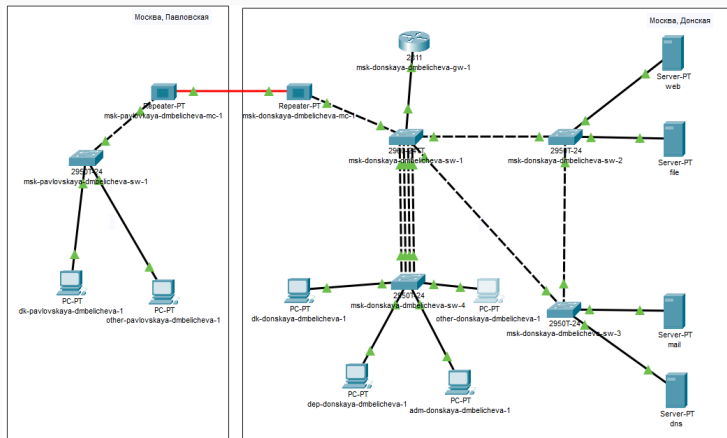 Москва, Павловская
Москва, Донская
2811
msk-donskaya-dmbelicheva-gw-1
Server-PT
web
Repeater-PT
msk-pavlovskaya-dmbelicheva-mc-1
Repeater-PT
msk-donskaya-dmbelicheva-mc-1
msk-donskaya-dmbelicheva-sw-1
2950T-24
msk-donskaya-dmbelicheva-sw-2
Server-PT
file
2950T-24
msk-pavlovskaya-dmbelicheva-sw-1
PC-PT
dk-pavlovskaya-dmbelicheva-1
PC-PT
other-pavlovskaya-dmbelicheva-1
PC-PT
dk-donskaya-dmbelicheva-1
2950T-24
msk-donskaya-dmbelicheva-sw-4
PC-PT
other-donskaya-dmbelicheva-1
2950T-24
msk-donskaya-dmbelicheva-sw-3
Server-PT
mail
PC-PT
dep-donskaya-dmbelicheva-1
PC-PT
adm-donskaya-dmbelicheva-1
Server-PT
dns